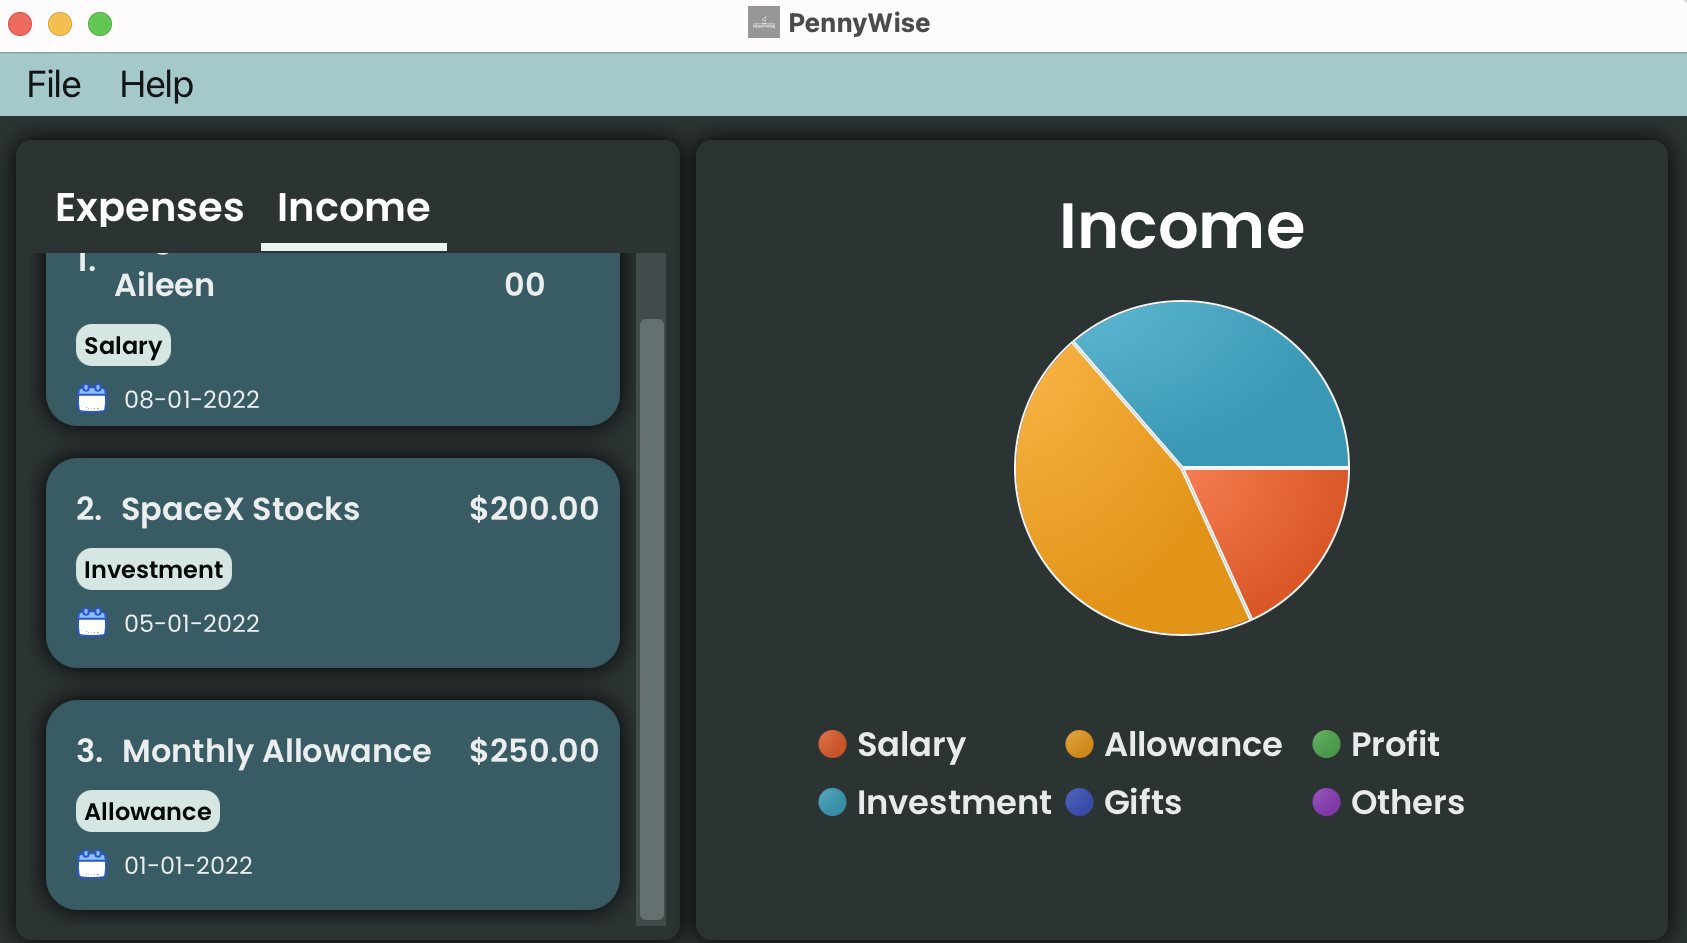 PennyWise
File Help
Expenses Income
1.
Aileen 00
Salary
08-01-2022
2. SpaceX Stocks $200.00
Investment
05-01-2022
3. Monthly Allowance $250.00
Allowance
01-01-2022
Income
Salary Allowance Profit
Investment Gifts Others